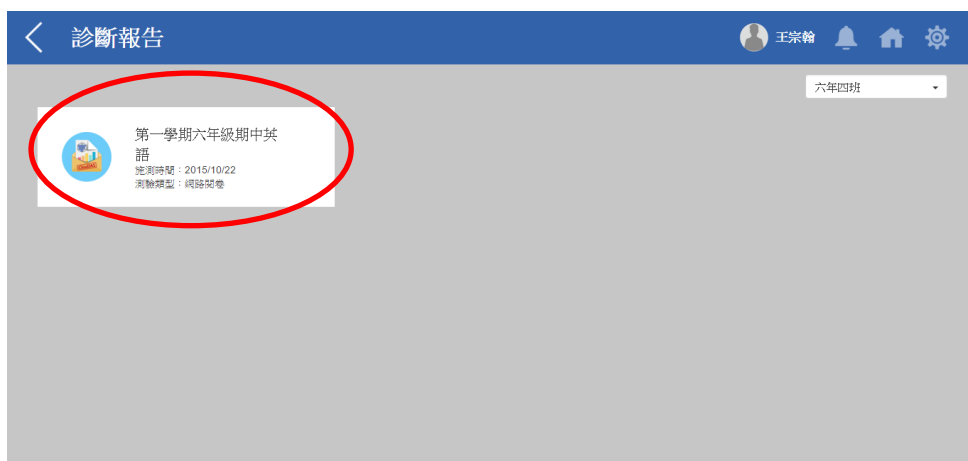 診斷報告
王宗翰
六年四班
第一學期六年級期中英
語
施測時間：2015/10/22
測驗類型：網路閱卷